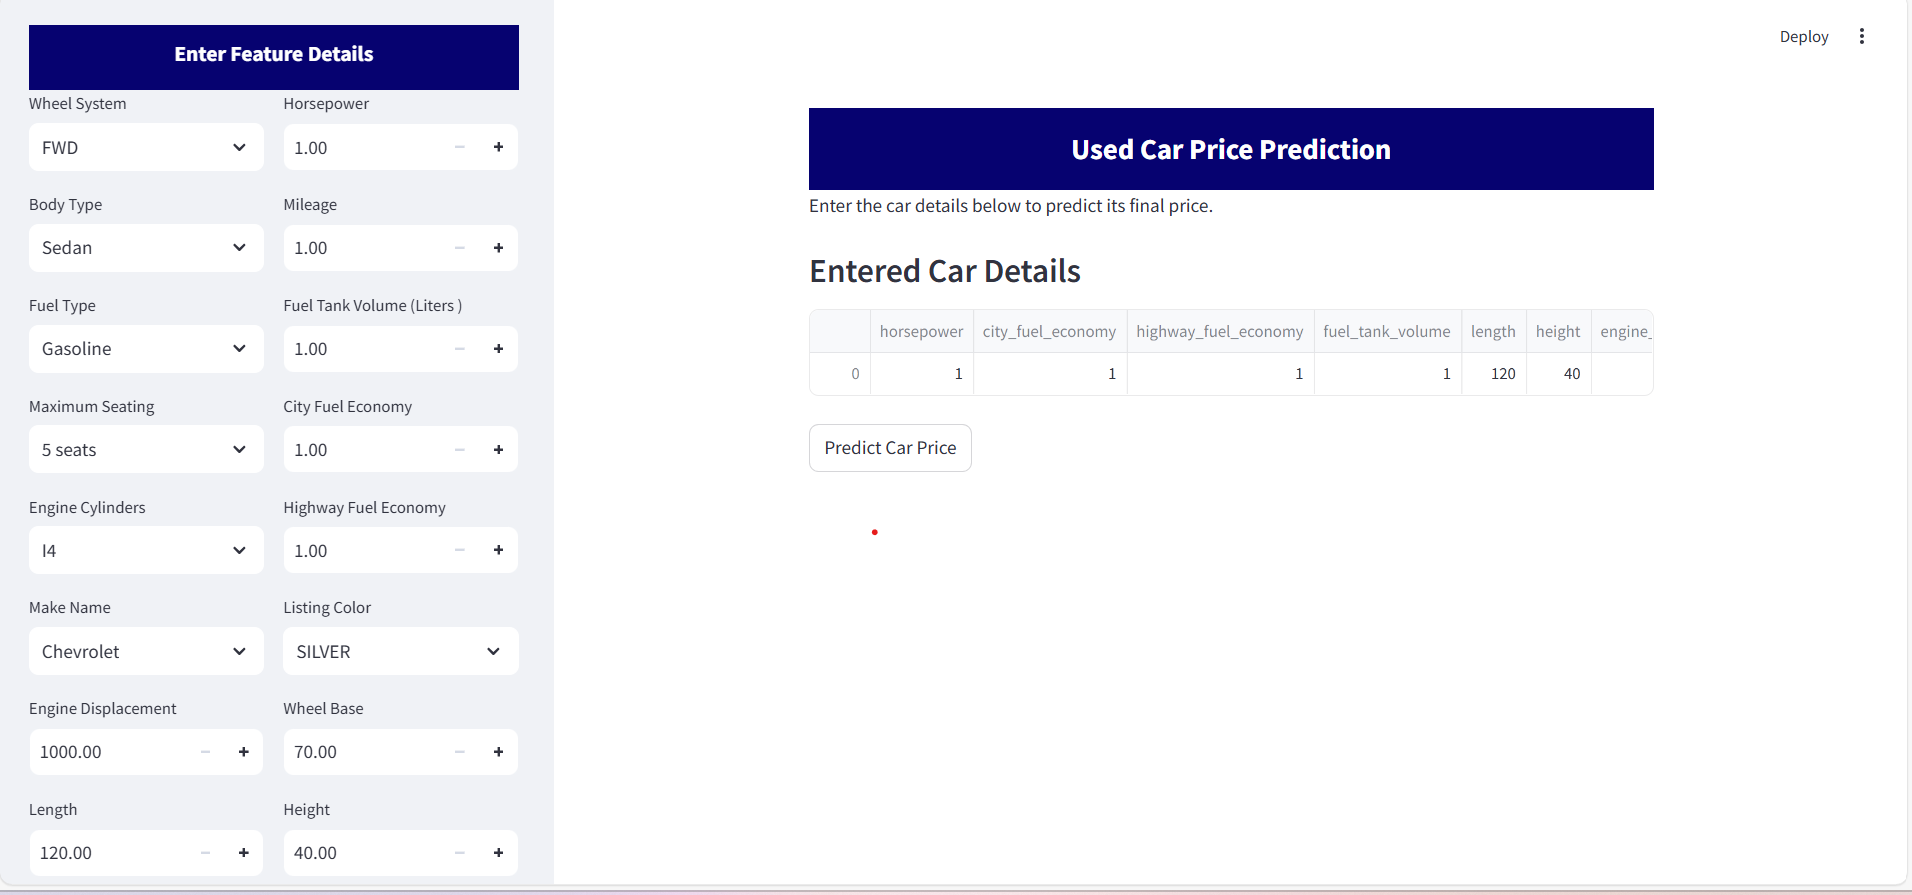 Enter Feature Details
Wheel System
Horsepower
FWD
1.00
Body Type
Mileage
Sedan
1.00
Fuel Type
Fuel Tank Volume (Liters )
Gasoline
1.00
Maximum Seating
City Fuel Economy
5 seats
1.00
Engine Cylinders
Highway Fuel Economy
I4
1.00
Make Name
Listing Color
Chevrolet
SILVER
Engine Displacement
Wheel Base
1000.00
70.00
Length
Height
120.00
40.00
Deploy
Used Car Price Prediction
Enter the car details below to predict its final price.
Entered Car Details
horsepower city_fuel_economy highway_fuel_economy fuel_tank_volume length height engine_
0 1 1 1 1 120 40
Predict Car Price